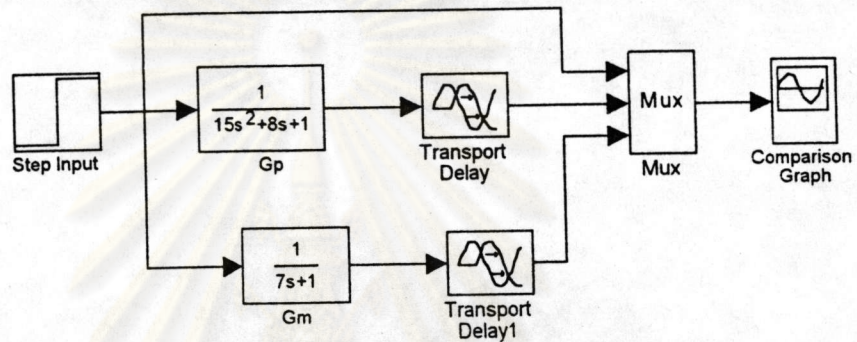 Step Input
1
15s²+8s+1
Gp
Transport
Delay
Mux
Mux
Comparison
Graph
1
7s+1
Gm
Transport
Delay1